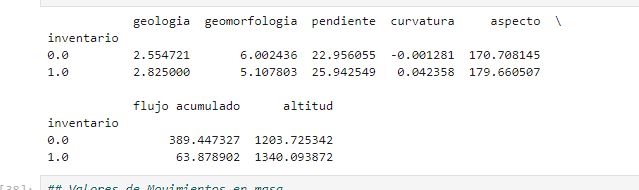 geologia geomorfologia pendiente curvatura aspecto \
inventario
0.0 2.554721 6.002436 22.956055 -0.001281 170.708145
1.0 2.825000 5.107803 25.942549 0.042358 179.660507
flujo acumulado altitud
inventario
0.0 389.447327 1203.725342
1.0 63.878902 1340.093872
## Valores de Movimientos en masa